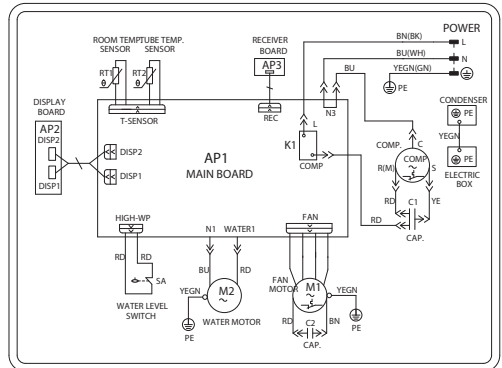 POWER
BN(BK)
L
BU(WH)
N
YEGN(GN)
PE
BU
ROOM TEMP.
SENSOR
TUBE TEMP.
SENSOR
RT1
θ
RT2
θ
T-SENSOR
RECEIVER
BOARD
AP3
REC
L
N3
K1
COMP
DISPLAY
BOARD
AP2
DISP2
DISP1
DISP2
DISP1
AP1
MAIN BOARD
CONDENSER
PE
YEGN
PE
ELECTRIC
BOX
COMP.
C
COMP
R(M)
S
RD
YE
C1
RD
CAP.
HIGH-WP
RD
RD
SA
WATER LEVEL
SWITCH
N1
WATER1
BU
RD
M2
YEGN
PE
WATER MOTOR
FAN
FAN
MOTOR
M1
YEGN
PE
RD
C2
BN
CAP.